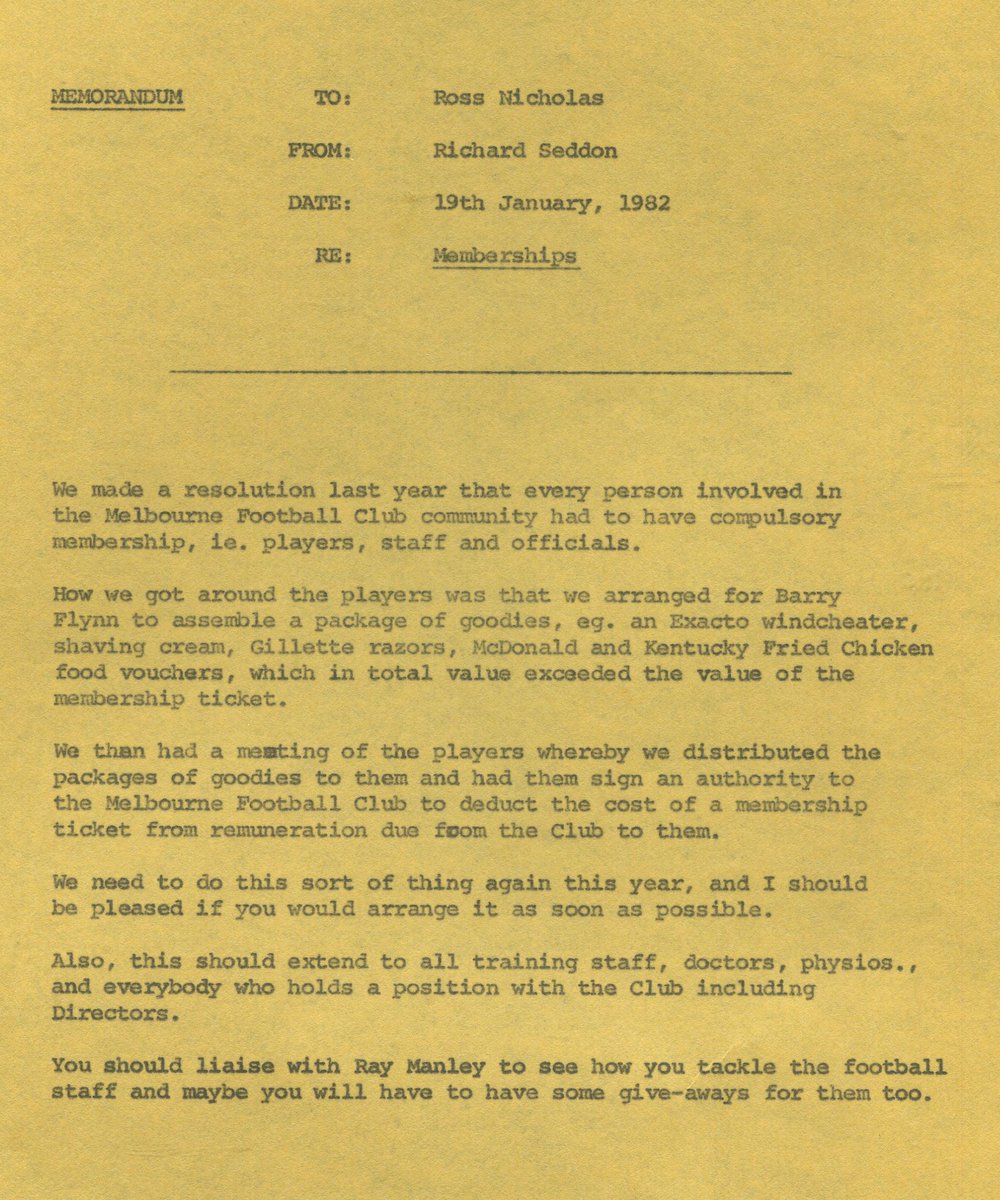 MEMORANDUM TO: Ross Nicholas
FROM: Richard Seddon
DATE: 19th January, 1982
RE: Memberships
We made a resolution last year that every person involved in
the Melbourne Football Club community had to have compulsory
membership, ie. players, staff and officials.
How we got around the players was that we arranged for Barry
Flynn to assemble a package of goodies, eg. an Exacto windcheater,
shaving cream, Gillette razors, McDonald and Kentucky Fried Chicken
food vouchers, which in total value exceeded the value of the
membership ticket.
We then had a meeting of the players whereby we distributed the
packages of goodies to them and had them sign an authority to
the Melbourne Football Club to deduct the cost of a membership
ticket from remuneration due from the Club to them.
We need to do this sort of thing again this year, and I should
be pleased if you would arrange it as soon as possible.
Also, this should extend to all training staff, doctors, physios.,
and everybody who holds a position with the Club including
Directors.
You should liaise with Ray Manley to see how you tackle the football
staff and maybe you will have to have some give-aways for them too.